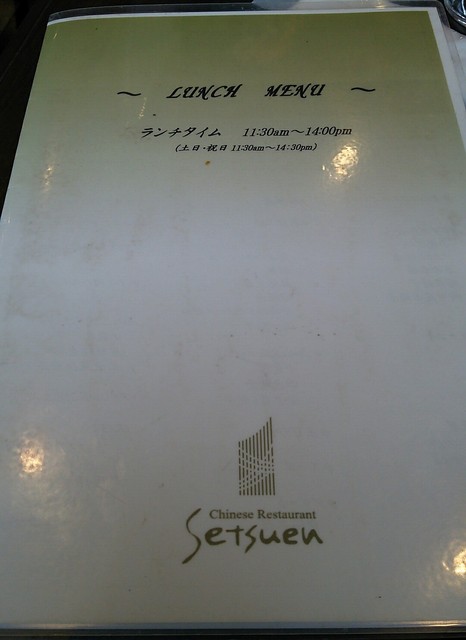 ～ LUNCH MENU ～
ランチタイム 11:30am～14:00pm
(土日・祝日 11:30am～14:30pm)
Chinese Restaurant
Setsuen